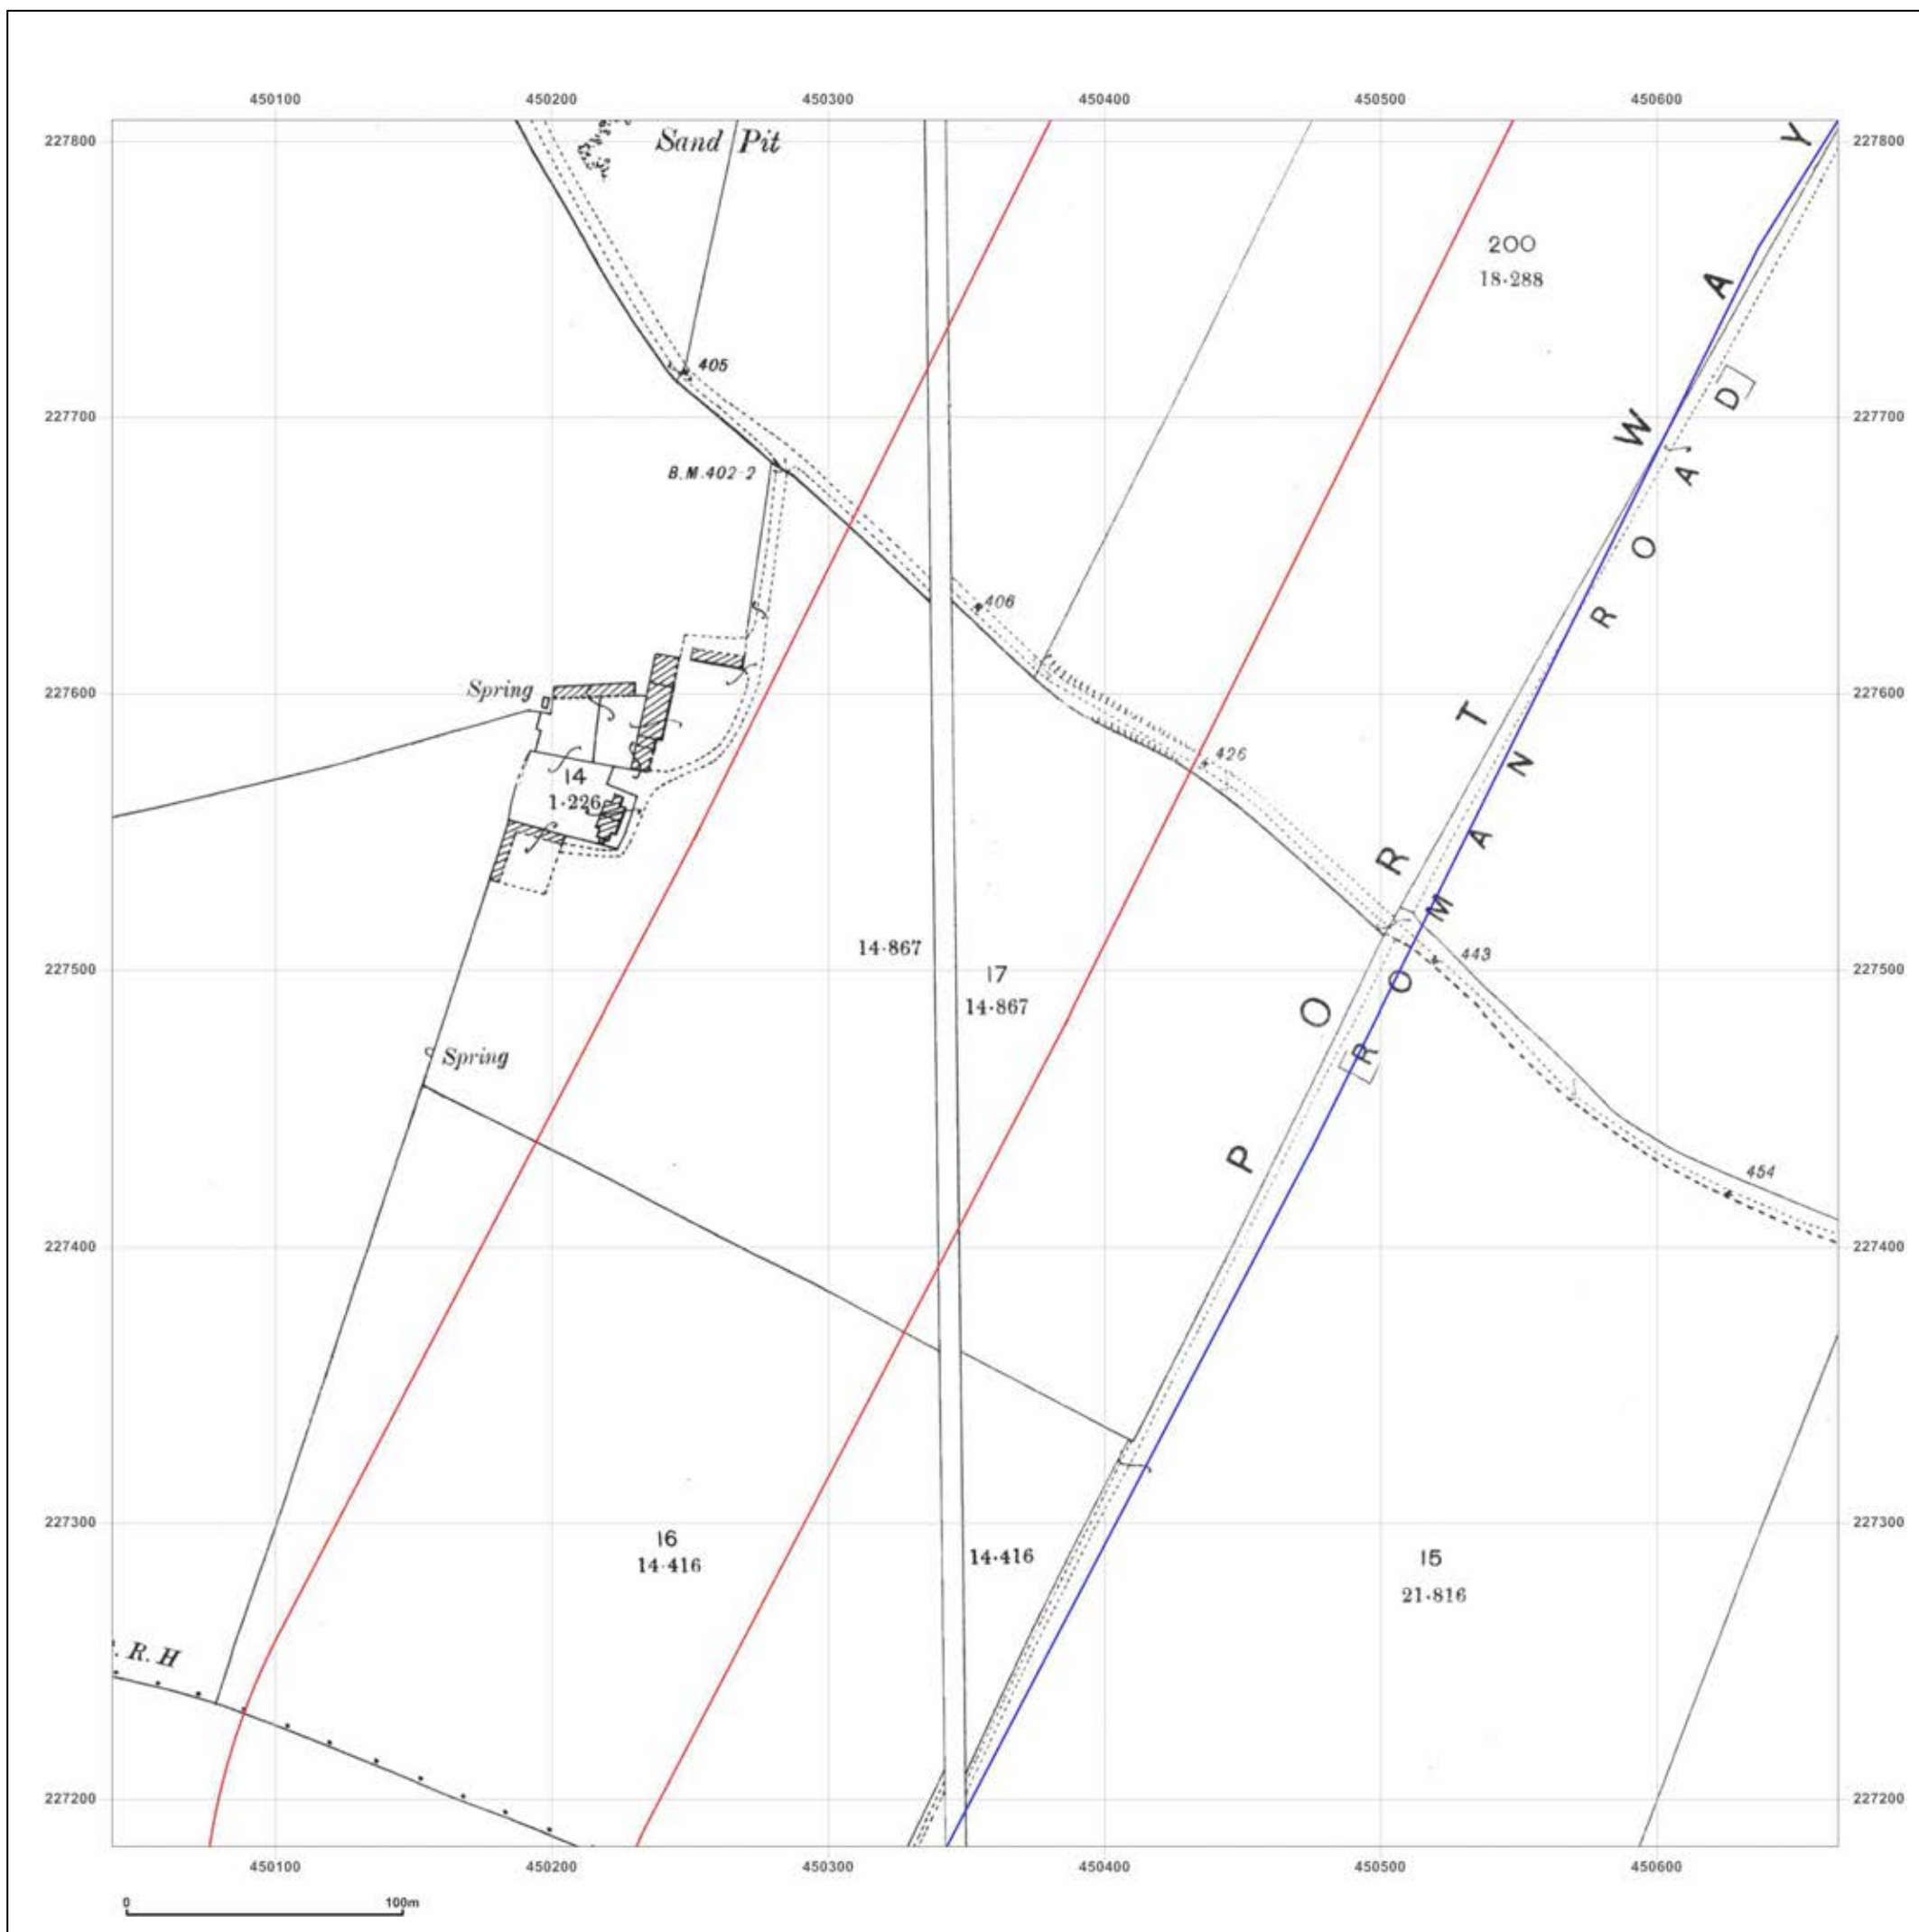 450100 450200 450300 450400 450500 450600
227800 Sand Pit Y 227800
200
18·288
A
405
227700 W D 227700
B.M.402·2 A
O
406 R
Spring 227600 T 227600
426 N
14
1·226
A
R
M
14·867 443
227500 17 O 227500
14·867 O
Spring R
P
454
227400 227400
227300 227300
16 14·416 15
14·416 21·816
. R. H
227200 227200
450100 450200 450300 450400 450500 450600
0 100m